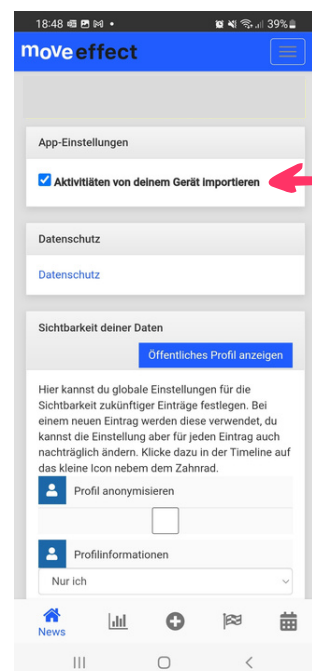 18:48
39%
moveeffect
App-Einstellungen
Aktivitiäten von deinem Gerät importieren
Datenschutz
Datenschutz
Sichtbarkeit deiner Daten
Öffentliches Profil anzeigen
Hier kannst du globale Einstellungen für die
Sichtbarkeit zukünftiger Einträge festlegen. Bei
einem neuen Eintrag werden diese verwendet, du
kannst die Einstellung aber für jeden Eintrag auch
nachträglich ändern. Klicke dazu in der Timeline auf
das kleine Icon nebem dem Zahnrad.
Profil anonymisieren
Profilinformationen
Nur ich
News